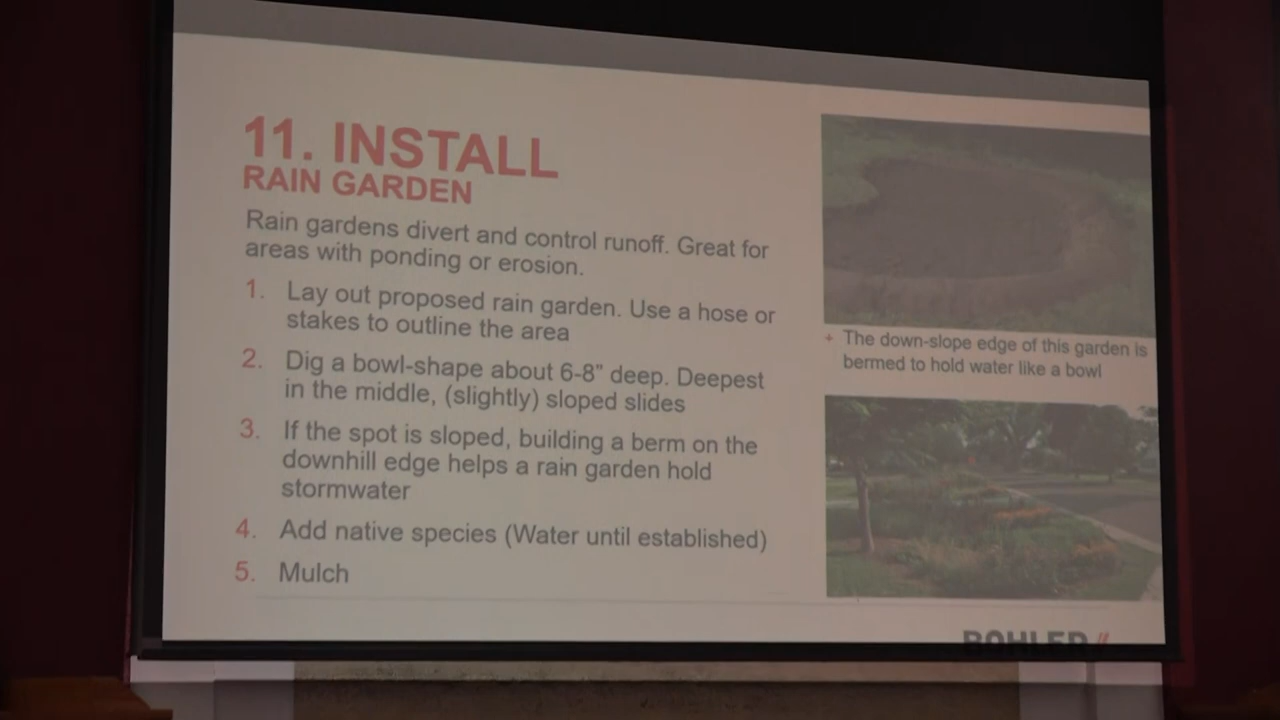 11. INSTALL
RAIN GARDEN
Rain gardens divert and control runoff. Great for
areas with ponding or erosion.
1. Lay out proposed rain garden. Use a hose or
stakes to outline the area
2. Dig a bowl-shape about 6-8" deep. Deepest
in the middle, (slightly) sloped slides
3. If the spot is sloped, building a berm on the
downhill edge helps a rain garden hold
stormwater
4. Add native species (Water until established)
5. Mulch
+ The down-slope edge of this garden is
bermed to hold water like a bowl
BOHLER //